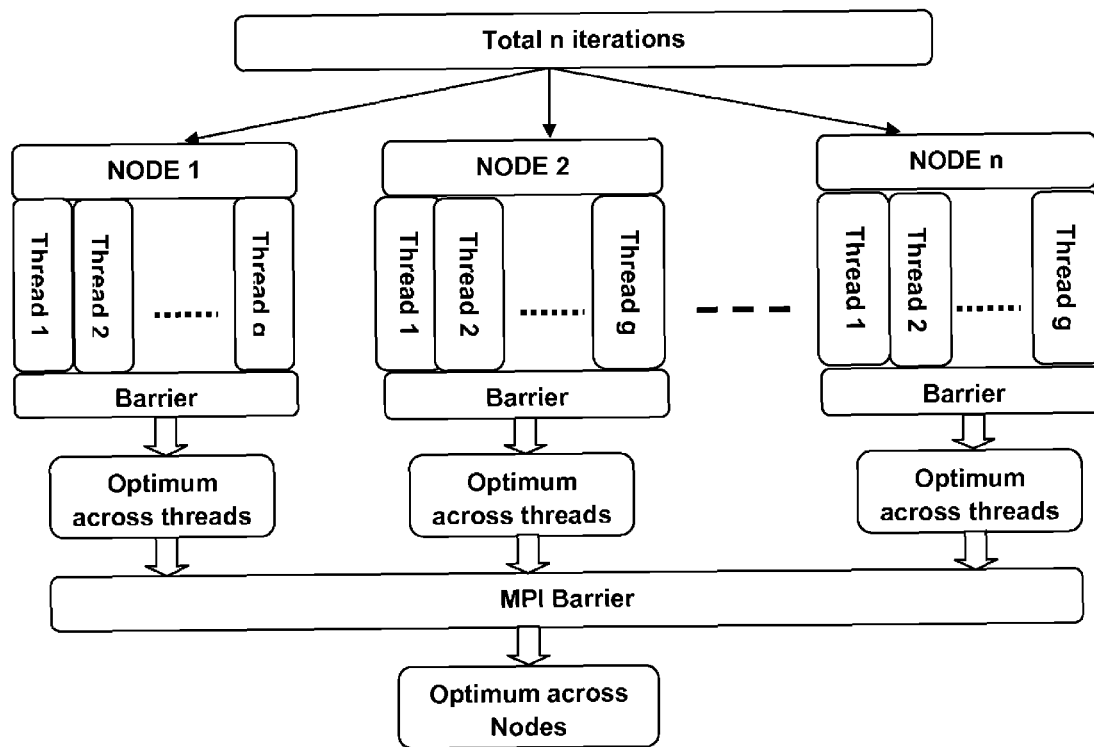 Total n iterations
NODE 1
NODE 2
NODE n
Thread 1
Thread 2
Thread g
Thread 1
Thread 2
Thread g
Thread 1
Thread 2
Thread g
Barrier
Barrier
Barrier
Optimum
across threads
Optimum
across threads
Optimum
across threads
MPI Barrier
Optimum across
Nodes